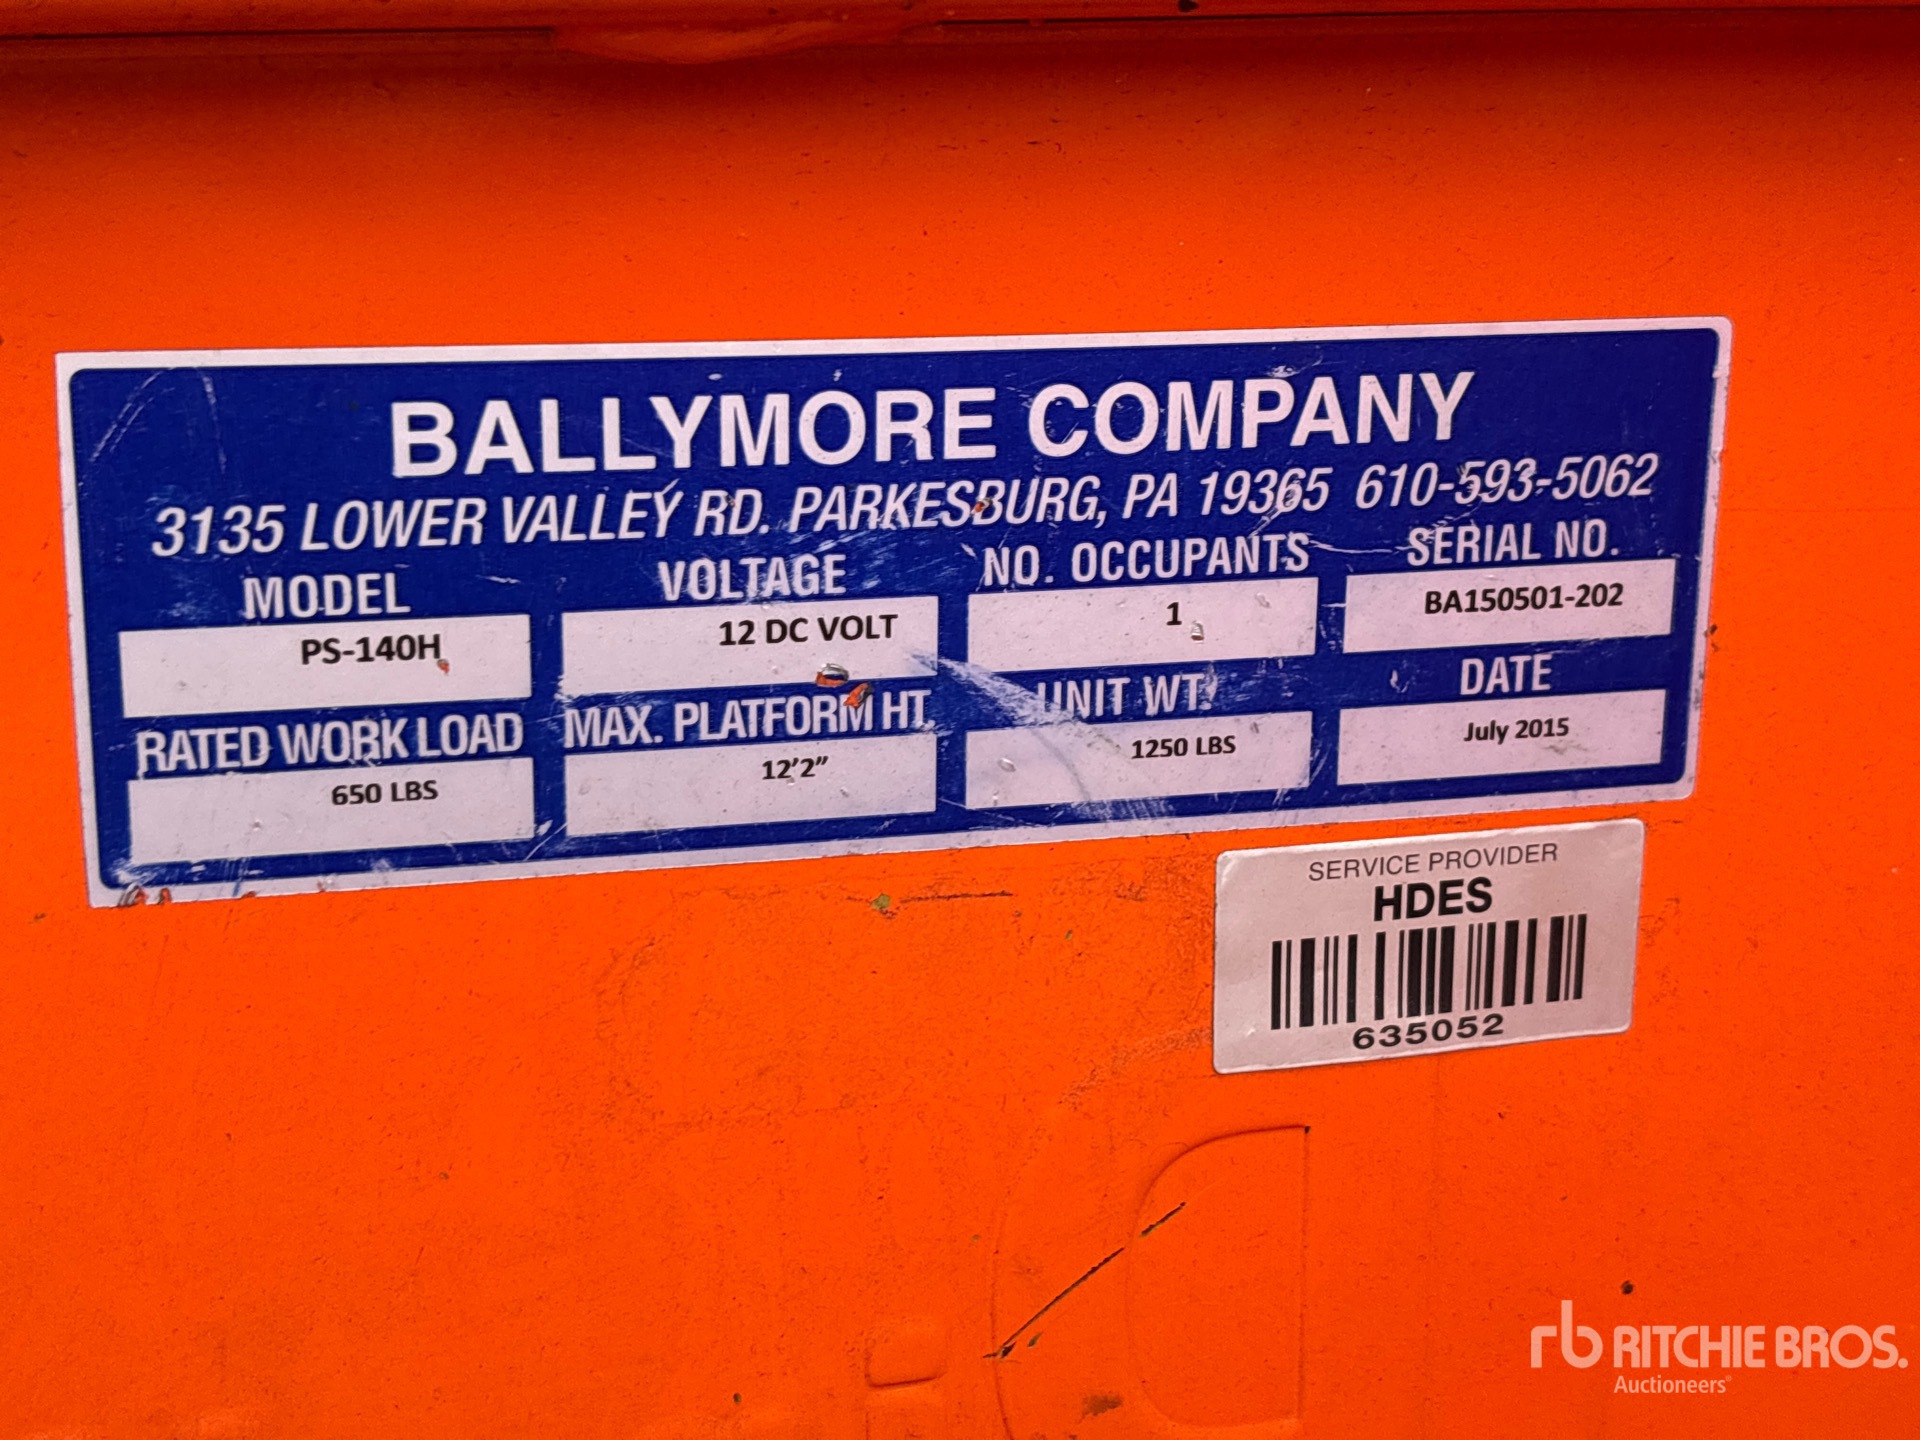 BALLYMORE COMPANY
3135 LOWER VALLEY RD. PARKESBURG, PA 19365 610-593-5062
MODEL VOLTAGE NO. OCCUPANTS SERIAL NO.
PS-140H 12 DC VOLT 1 BA150501-202
RATED WORK LOAD MAX. PLATFORM HT. UNIT WT. DATE
650 LBS 12'2" 1250 LBS July 2015
SERVICE PROVIDER
HDES
635052
rb RITCHIE BROS.
Auctioneers